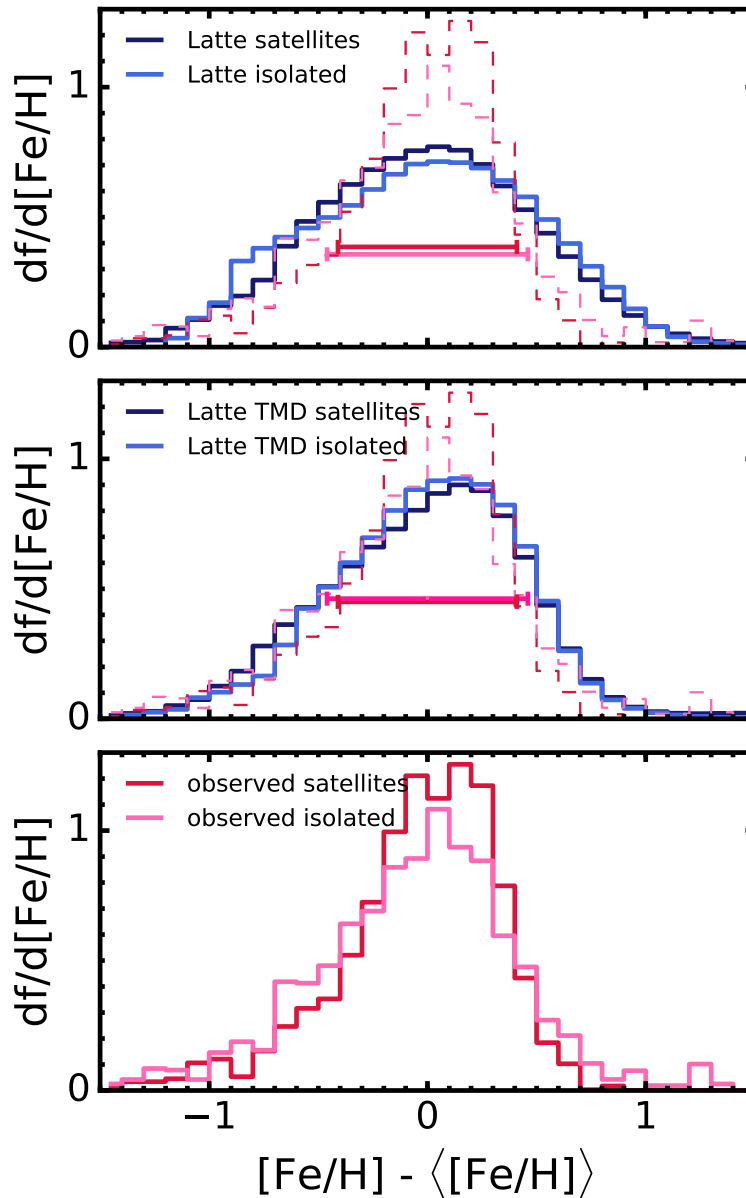 Latte satellites
Latte isolated
1
0
df/d[Fe/H]
Latte TMD satellites
Latte TMD isolated
1
0
df/d[Fe/H]
observed satellites
observed isolated
1
0
df/d[Fe/H]
−1 0 1
[Fe/H] - ⟨[Fe/H]⟩